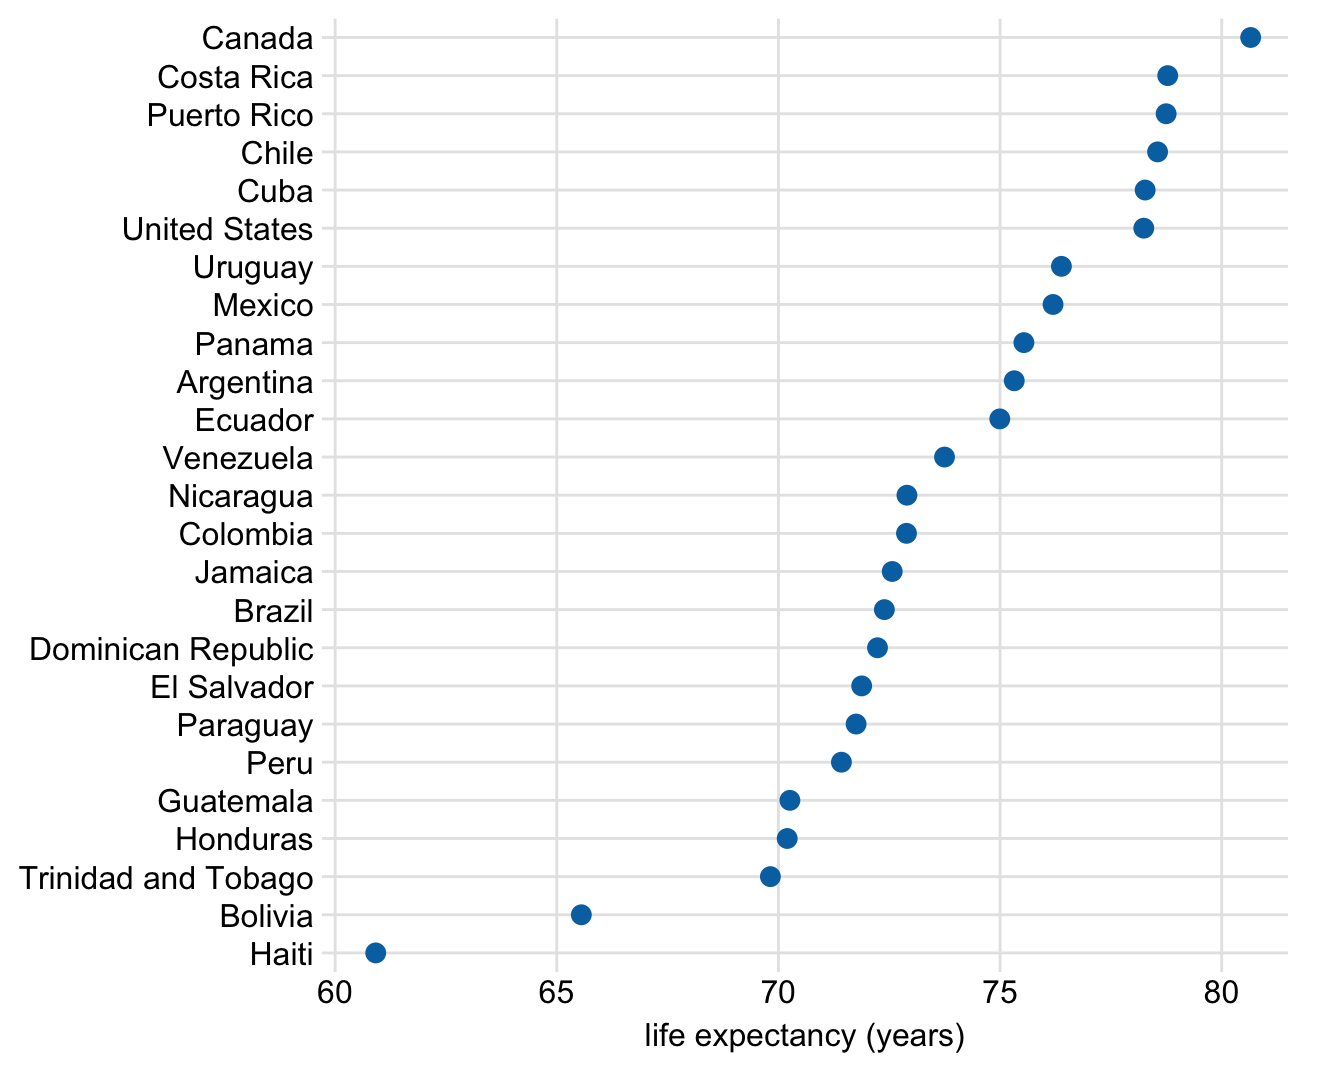 Canada
Costa Rica
Puerto Rico
Chile
Cuba
United States
Uruguay
Mexico
Panama
Argentina
Ecuador
Venezuela
Nicaragua
Colombia
Jamaica
Brazil
Dominican Republic
El Salvador
Paraguay
Peru
Guatemala
Honduras
Trinidad and Tobago
Bolivia
Haiti
60 65 70 75 80
life expectancy (years)